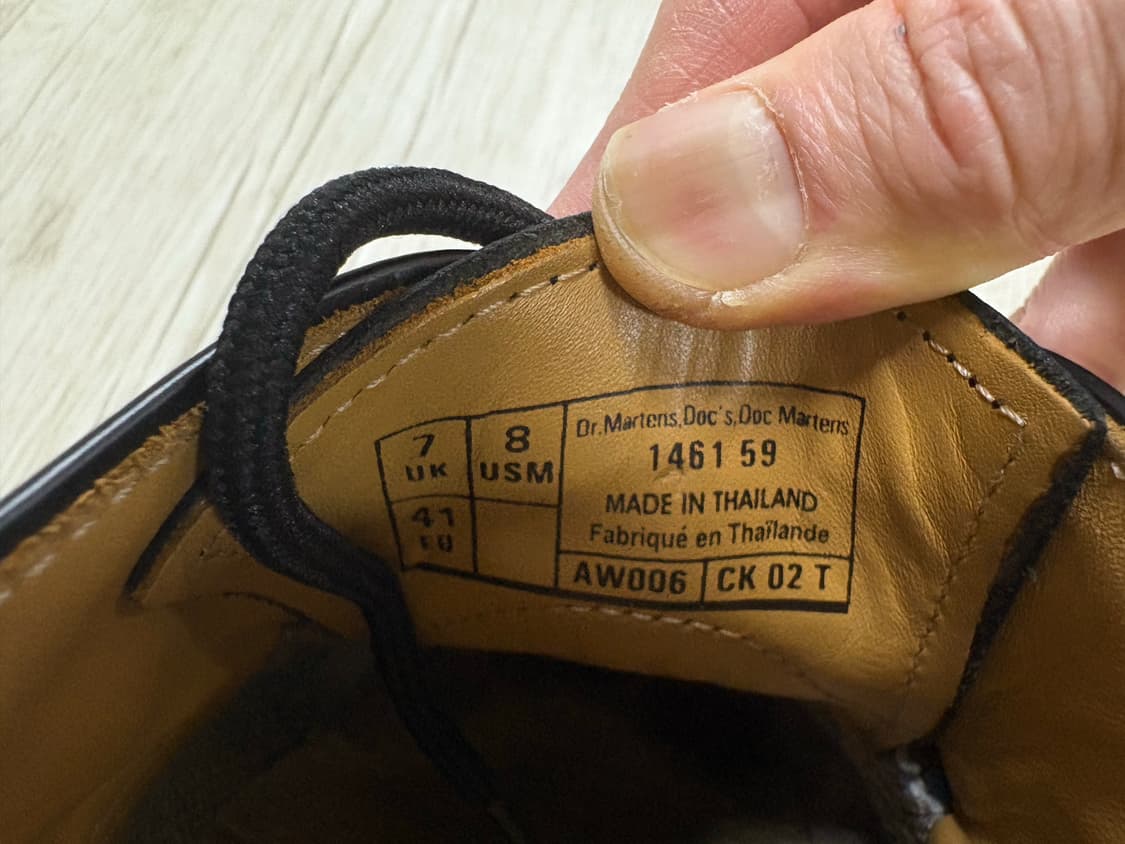 7
UK
8
USM
41
EU
Dr.Martens,Doc's,Doc Martens
1461 59
MADE IN THAILAND
Fabriqué en Thaïlande
AW006
CK 02 T